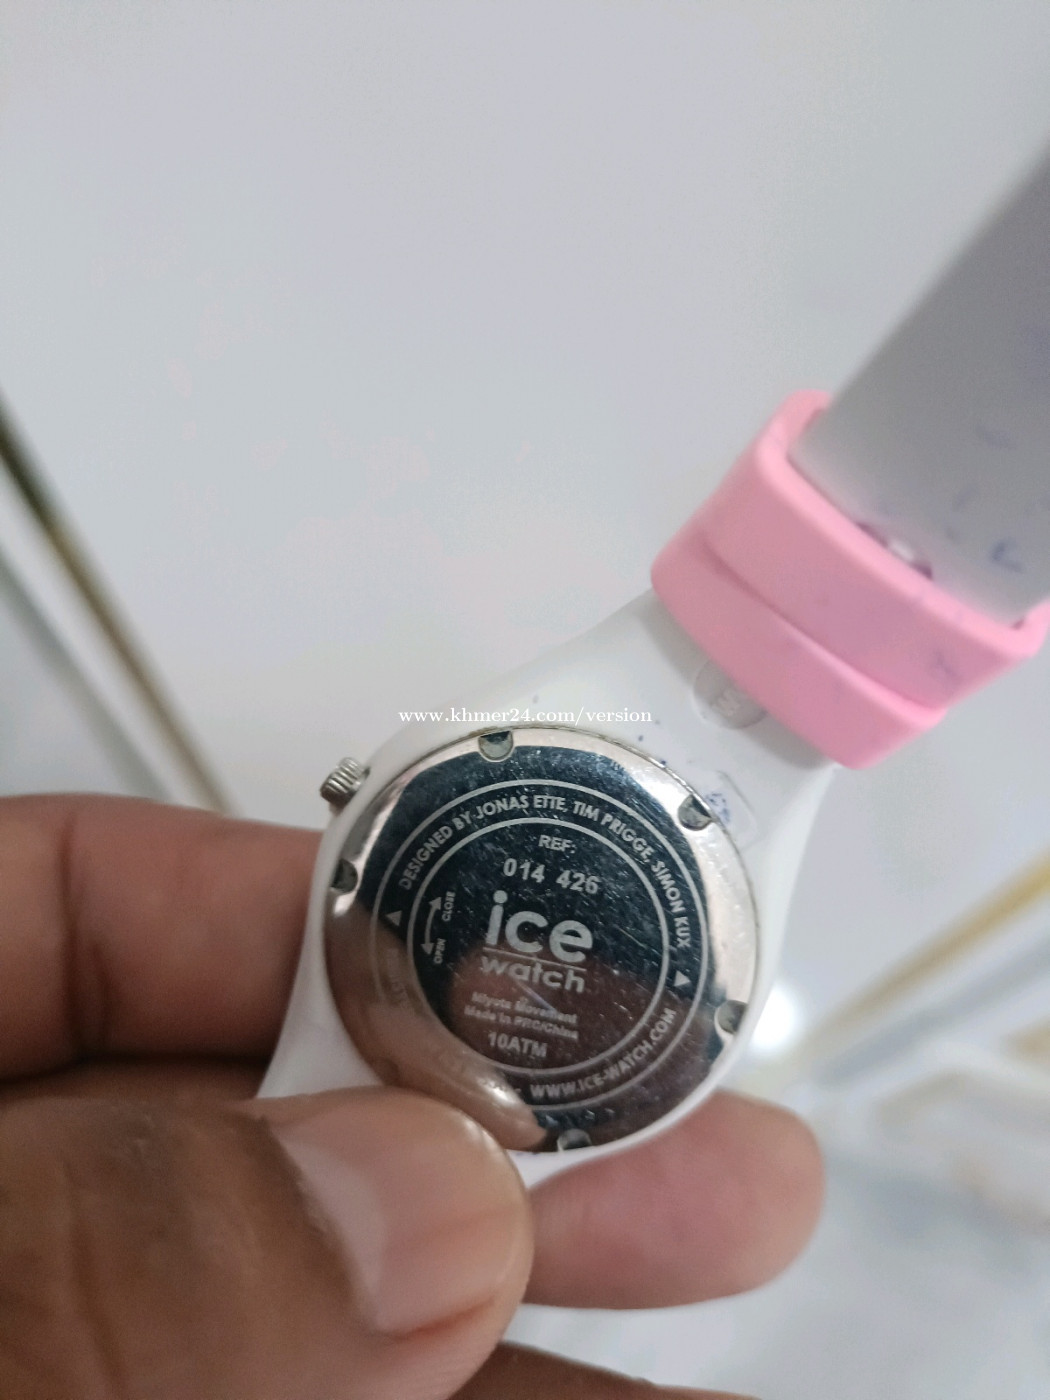 www.khmer24.com/version
DESIGNED BY JONAS ETTE, TIM PRIGGE, SIMON KUX
REF:
014 426
CLOSE
OPEN
ice
watch
Miyota Movement
Made In PRC/China
10ATM
WWW.ICE-WATCH.COM